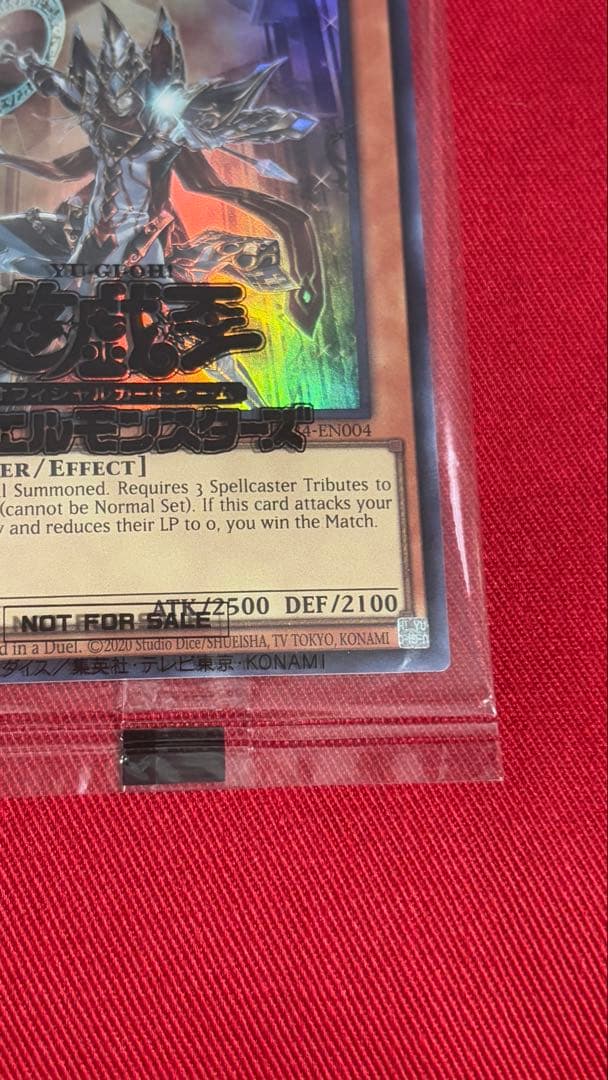 YU-GI-OH!
遊戯王
フィシャルカードゲーム
エルモンスターズ
4-EN004
ER/EFFECT]
l Summoned. Requires 3 Spellcaster Tributes to
(cannot be Normal Set). If this card attacks your
y and reduces their LP to 0, you win the Match.
ATK/2500 DEF/2100
NOT FOR SALE
d in a Duel. ©2020 Studio Dice/SHUEISHA, TV TOKYO, KONAMI
ダイス/集英社・テレビ東京・KONAMI